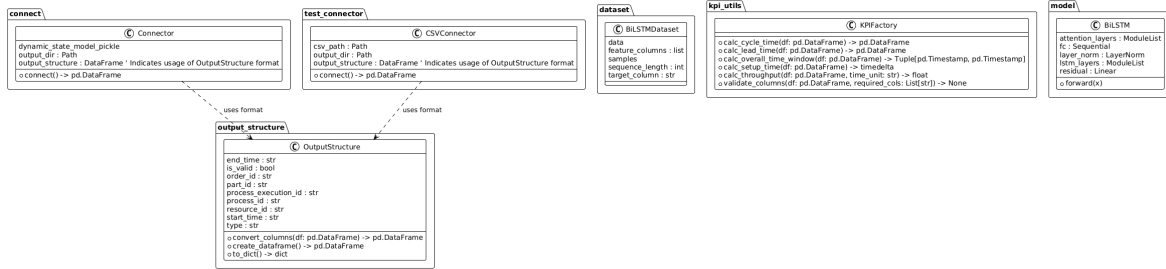 connect
C Connector
dynamic_state_model_pickle
output_dir : Path
output_structure : DataFrame ' Indicates usage of OutputStructure format
connect() -> pd.DataFrame
test_connector
C CSVConnector
csv_path : Path
output_dir : Path
output_structure : DataFrame ' Indicates usage of OutputStructure format
connect() -> pd.DataFrame
dataset
C BiLSTMDataset
data
feature_columns : list
samples
sequence_length : int
target_column : str
kpi_utils
C KPIFactory
calc_cycle_time(df: pd.DataFrame) -> pd.DataFrame
calc_lead_time(df: pd.DataFrame) -> pd.DataFrame
calc_overall_time_window(df: pd.DataFrame) -> Tuple[pd.Timestamp, pd.Timestamp]
calc_setup_time(df: pd.DataFrame) -> timedelta
calc_throughput(df: pd.DataFrame, time_unit: str) -> float
validate_columns(df: pd.DataFrame, required_cols: List[str]) -> None
model
C BiLSTM
attention_layers : ModuleList
fc : Sequential
layer_norm : LayerNorm
lstm_layers : ModuleList
residual : Linear
forward(x)
uses format
uses format
output_structure
C OutputStructure
end_time : str
is_valid : bool
order_id : str
part_id : str
process_execution_id : str
process_id : str
resource_id : str
start_time : str
type : str
convert_columns(df: pd.DataFrame) -> pd.DataFrame
create_dataframe() -> pd.DataFrame
to_dict() -> dict